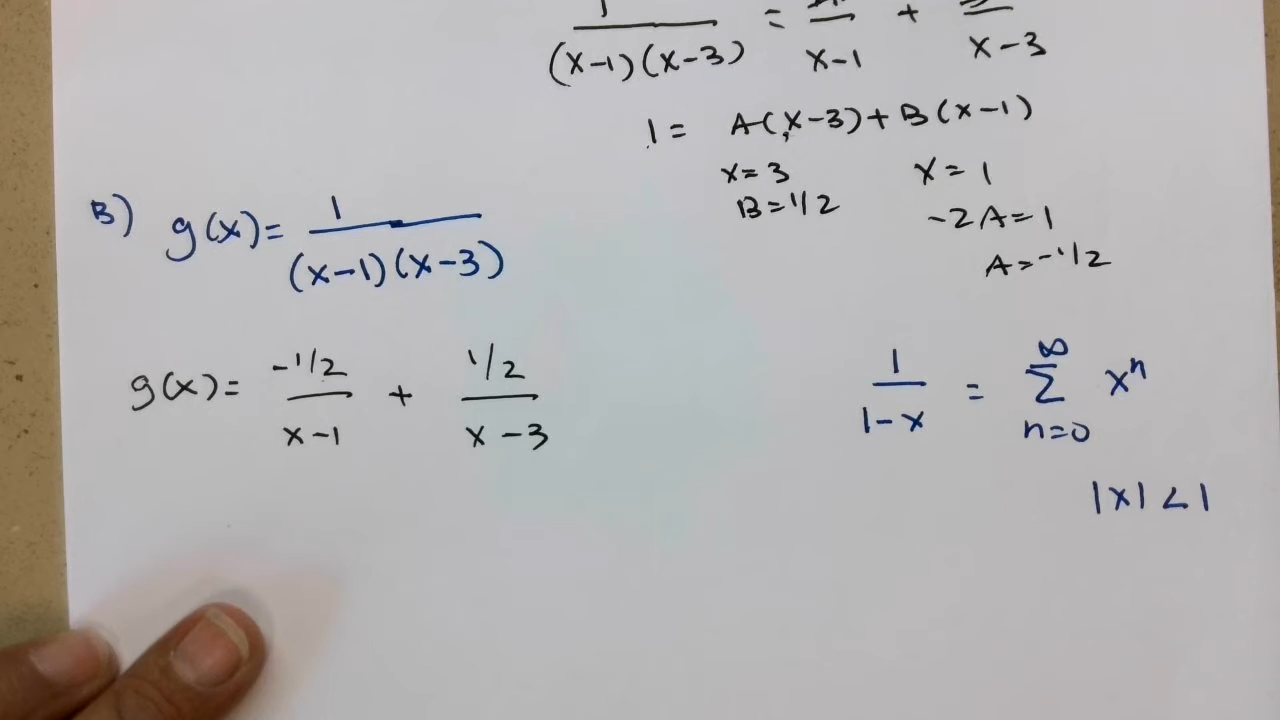 1/((x-1)(x-3)) = /(x-1) + /(x-3)
1 = A(x-3) + B(x-1)
x = 3    x = 1
B = 1/2    -2A = 1
A = -1/2
B) g(x) = 1/((x-1)(x-3))
g(x) = (-1/2)/(x-1) + (1/2)/(x-3)
1/(1-x) = ∑_{n=0}^{∞} x^n
|x| < 1